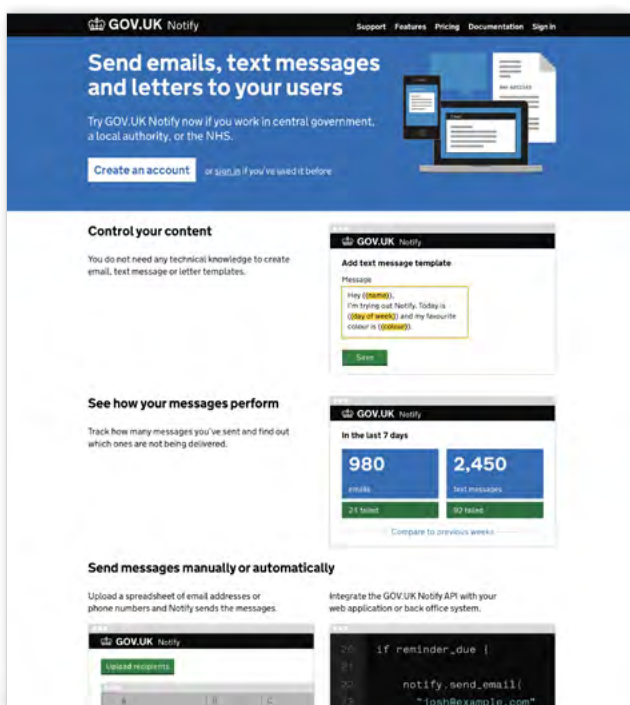 GOV.UK Notify
Support Features Pricing Documentation Sign in
Send emails, text messages
and letters to your users
Try GOV.UK Notify now if you work in central government,
a local authority, or the NHS.
Create an account or sign in if you've used it before
Control your content
You do not need any technical knowledge to create
email, text message or letter templates.
GOV.UK Notify
Add text message template
Message
Hey ((name)),
I'm trying out Notify. Today is
((day of week)) and my favourite
colour is ((colour)).
Save
See how your messages perform
Track how many messages you've sent and find out
which ones are not being delivered.
GOV.UK Notify
In the last 7 days
980
emails
21 failed
2,450
text messages
92 failed
Compare to previous weeks
Send messages manually or automatically
Upload a spreadsheet of email addresses or
phone numbers and Notify sends the messages.
GOV.UK Notify
Upload recipients
A B C
Integrate the GOV.UK Notify API with your
web application or back office system.
20 if reminder_due {
21
22 notify.send_email(
23 "josh@example.com"